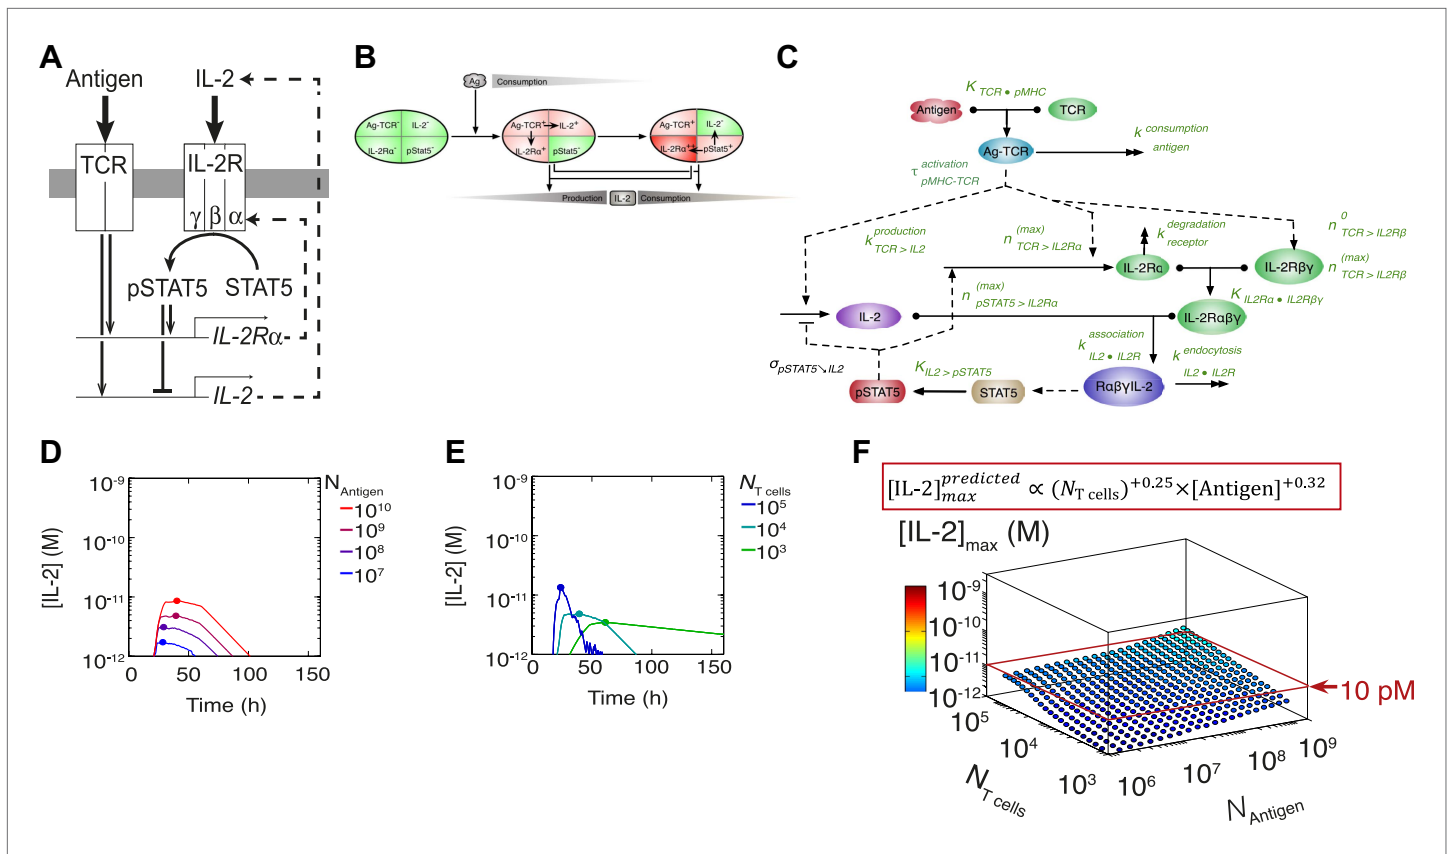 A
Antigen
IL-2
TCR
IL-2R
γ β α
pSTAT5 STAT5
IL-2Rα
IL-2
B
Ag
Consumption
Ag-TCR⁻ IL-2⁻
IL-2Rα⁻ pStat5⁻
Ag-TCR⁺ IL-2⁺
IL-2Rα⁺ pStat5⁻
Ag-TCR⁺ IL-2⁻
IL-2Rα⁺⁺ pStat5⁺
Production IL-2 Consumption
C
K TCR • pMHC
Antigen
TCR
Ag-TCR
k consumption antigen
τ activation pMHC-TCR
k production TCR > IL2
n (max) TCR > IL2Rα
k degradation receptor
n 0 TCR > IL2Rβ
IL-2Rα
IL-2Rβγ
n (max) TCR > IL2Rβ
n (max) pSTAT5 > IL2Rα
K IL2Rα • IL2Rβγ
IL-2
IL-2Rαβγ
k association IL2 • IL2R
k endocytosis IL2 • IL2R
σ pSTAT5↘IL2
K IL2 > pSTAT5
pSTAT5
STAT5
RαβγIL-2
D
[IL-2] (M)
10⁻⁹
10⁻¹⁰
10⁻¹¹
10⁻¹²
0 50 100 150
Time (h)
N Antigen
10¹⁰
10⁹
10⁸
10⁷
E
[IL-2] (M)
10⁻⁹
10⁻¹⁰
10⁻¹¹
10⁻¹²
0 50 100 150
Time (h)
N T cells
10⁵
10⁴
10³
F
[IL-2]predicted max ∝ (N T cells)+0.25×[Antigen]+0.32
[IL-2]max (M)
10⁻⁹
10⁻¹⁰
10⁻¹¹
10⁻¹²
10 pM
10⁵
10⁴
10³
10⁶
10⁷
10⁸
10⁹
N T cells
N Antigen